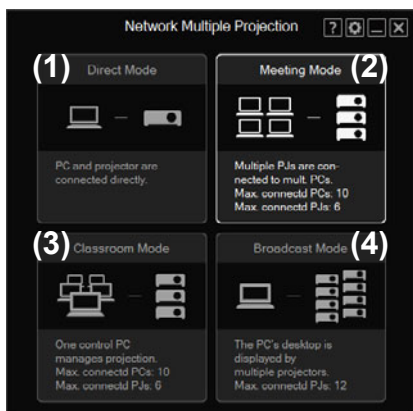 Network Multiple Projection ?
(1) Direct Mode
PC and projector are
connected directly.
Meeting Mode (2)
Multiple PJs are con-
nected to mult. PCs.
Max. connectd PCs: 10
Max. connectd PJs: 6
(3) Classroom Mode
One control PC
manages projection.
Max. connectd PCs: 10
Max. connectd PJs: 6
Broadcast Mode (4)
The PC's desktop is
displayed by
multiple projectors.
Max. connectd PJs: 12